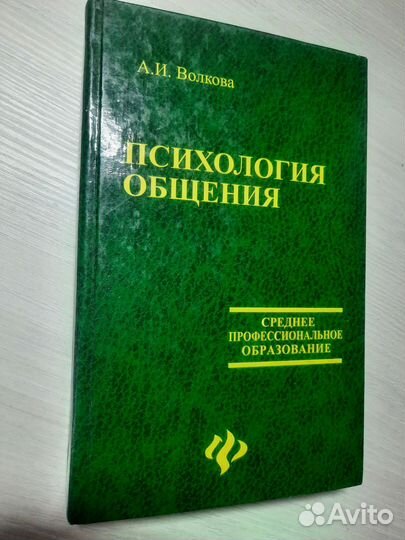 А.И. Волкова
ПСИХОЛОГИЯ
ОБЩЕНИЯ
СРЕДНЕЕ
ПРОФЕССИОНАЛЬНОЕ
ОБРАЗОВАНИЕ
Avito